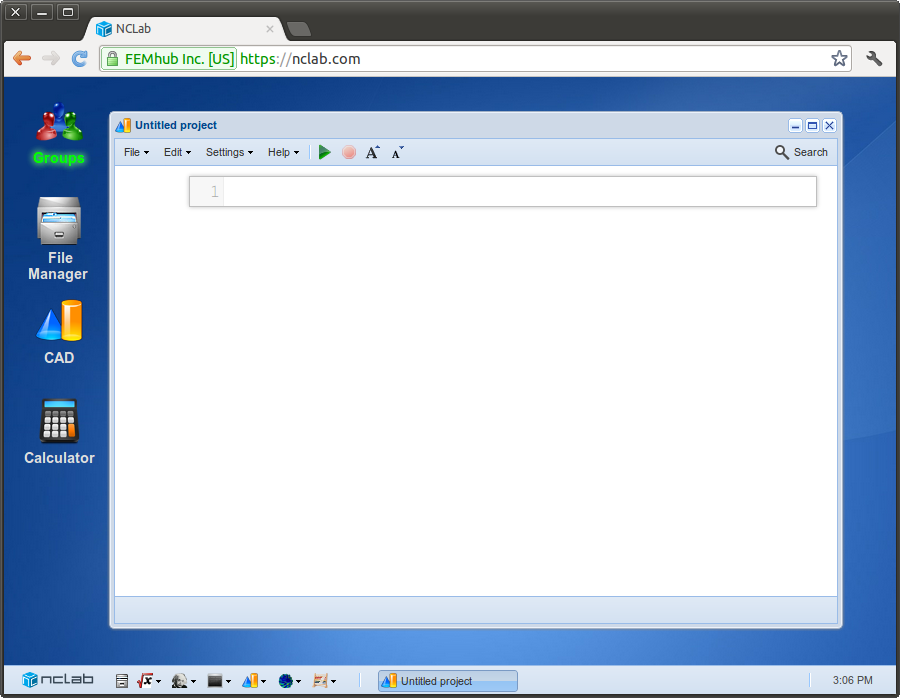 NCLab
FEMhub Inc. [US] https://nclab.com
Groups
File
Manager
CAD
Calculator
Untitled project
File Edit Settings Help A A Search
1
nclab Untitled project 3:06 PM